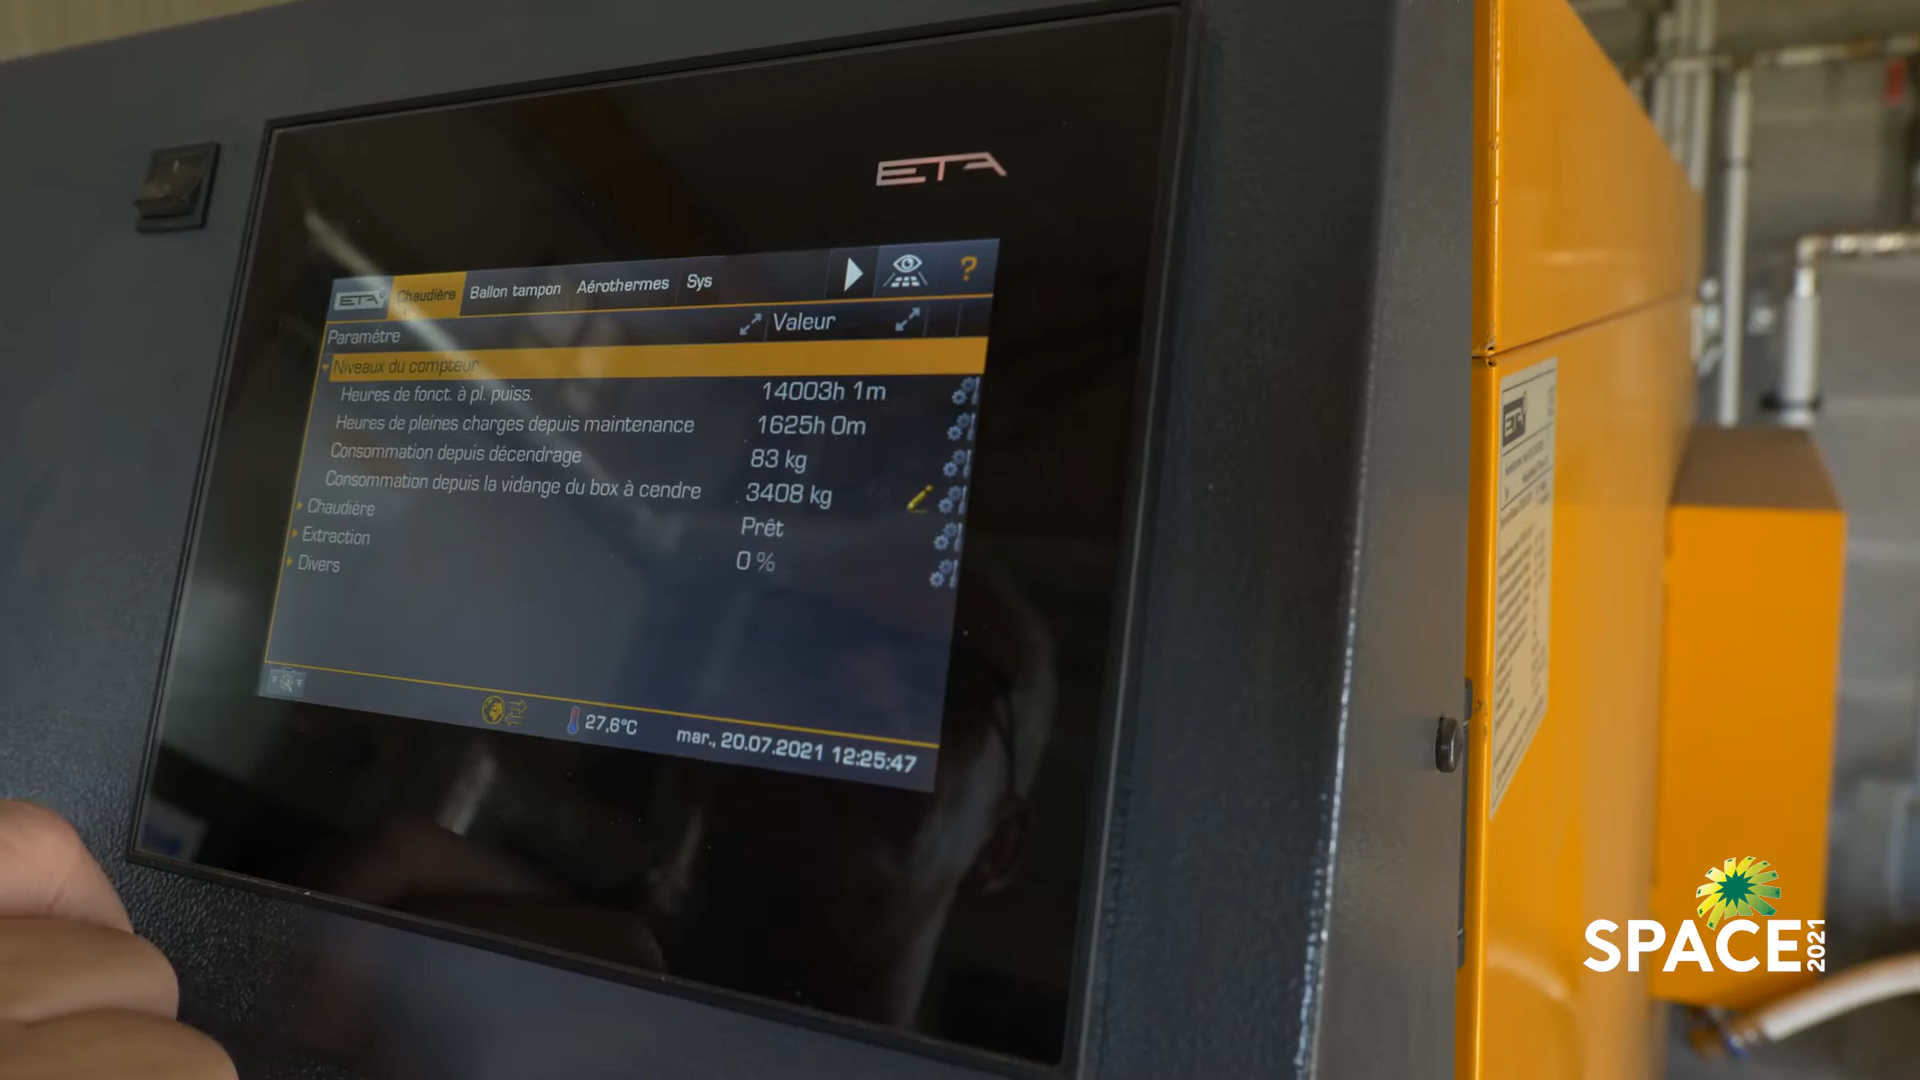 ETA
ETA Chaudière Ballon tampon Aérothermes Sys ?
Paramètre Valeur
Niveaux du compteur
Heures de fonct. à pl. puiss. 14003h 1m
Heures de pleines charges depuis maintenance 1625h 0m
Consommation depuis décendrage 83 kg
Consommation depuis la vidange du box à cendre 3408 kg
Chaudière Prêt
Extraction 0 %
Divers
27,6°C mar., 20.07.2021 12:25:47
ETA
SPACE 2021